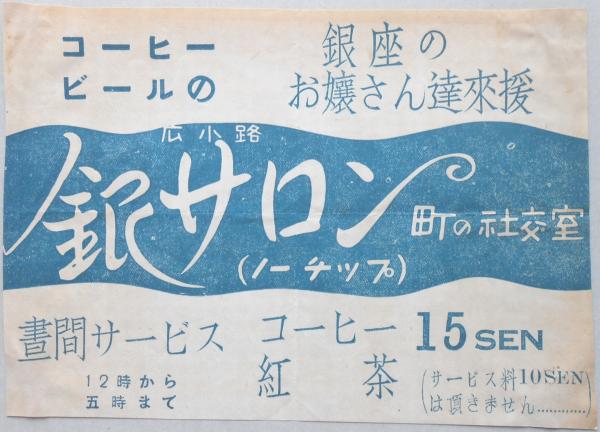 コーヒー
ビールの
銀座の
お孃さん達來援
広小路
銀サロン
(ノーチップ)
町の社交室
晝間サービス
12時から
五時まで
コーヒー
紅茶
15 SEN
(サービス料10SEN
は頂きません............)